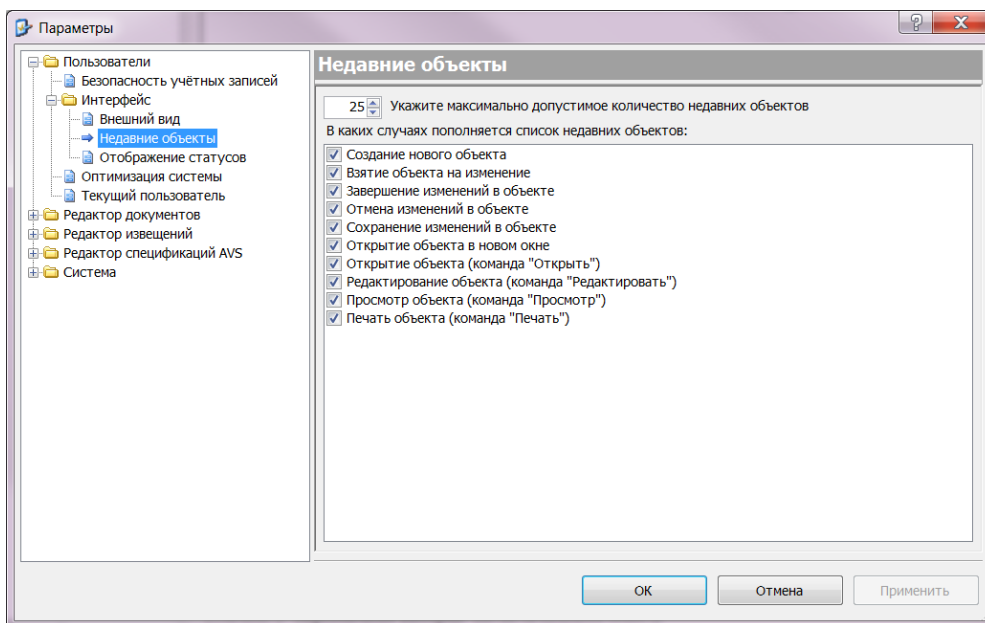 Параметры
Пользователи
Безопасность учётных записей
Интерфейс
Внешний вид
Недавние объекты
Отображение статусов
Оптимизация системы
Текущий пользователь
Редактор документов
Редактор извещений
Редактор спецификаций AVS
Система
Недавние объекты
25 Укажите максимально допустимое количество недавних объектов
В каких случаях пополняется список недавних объектов:
Создание нового объекта
Взятие объекта на изменение
Завершение изменений в объекте
Отмена изменений в объекте
Сохранение изменений в объекте
Открытие объекта в новом окне
Открытие объекта (команда "Открыть")
Редактирование объекта (команда "Редактировать")
Просмотр объекта (команда "Просмотр")
Печать объекта (команда "Печать")
ОК Отмена Применить